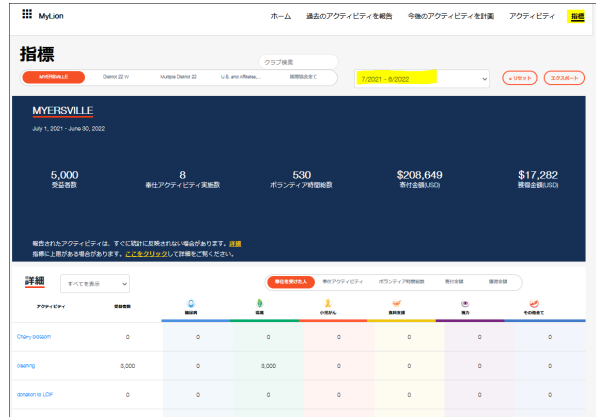 MyLion
ホーム 過去のアクティビティを報告 今後のアクティビティを計画 アクティビティ 指標
指標
クラブ検索
MYERSVILLE District 22 W Multiple District 22 U.S. and Affiliates,...
7/2021 - 6/2022
リセット エクスポート
MYERSVILLE
July 1, 2021 - June 30, 2022
5,000 8 530 $208,649 $17,282
受益者数 奉仕アクティビティ実施数 ボランティア時間総数 寄付金額(USD) 獲得金額(USD)
報告されたアクティビティは、すぐに統計に反映されない場合があります。詳細
指標に上限がある場合があります。ここをクリックして詳細をご覧ください。
詳細 すべてを表示 奉仕を受けた人 奉仕アクティビティ ボランティア時間総数 寄付金額 獲得金額
アクティビティ 受益者数 糖尿病 環境 小児がん 食料支援 視力 その他全て
Cherry blossom 0 0 0 0 0 0 0
cleaning 3,000 0 3,000 0 0 0 0
donation to LCIF 0 0 0 0 0 0 0